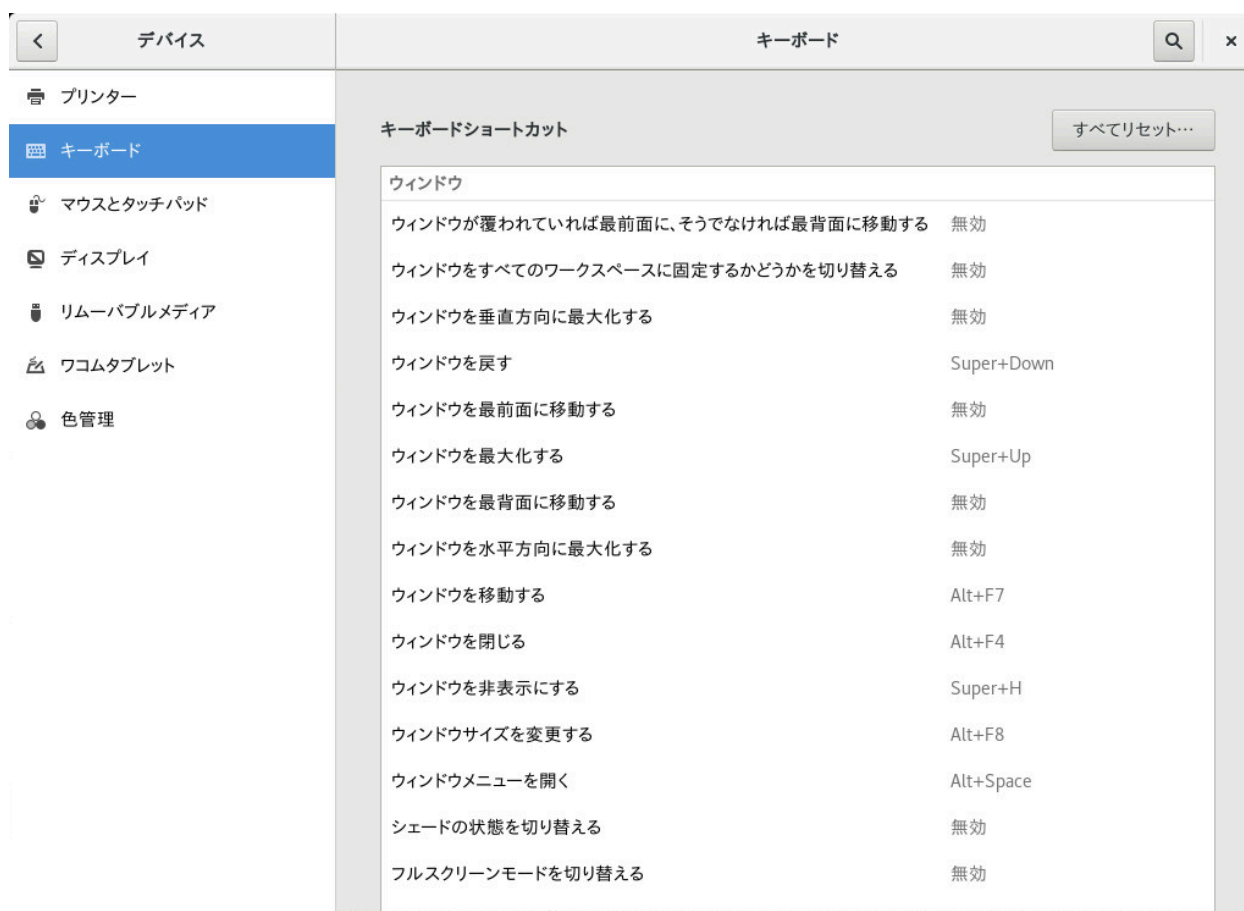 デバイス
キーボード
プリンター
キーボード
マウスとタッチパッド
ディスプレイ
リムーバブルメディア
ワコムタブレット
色管理
キーボードショートカット
すべてリセット…
ウィンドウ
ウィンドウが覆われていれば最前面に、そうでなければ最背面に移動する 無効
ウィンドウをすべてのワークスペースに固定するかどうかを切り替える 無効
ウィンドウを垂直方向に最大化する 無効
ウィンドウを戻す Super+Down
ウィンドウを最前面に移動する 無効
ウィンドウを最大化する Super+Up
ウィンドウを最背面に移動する 無効
ウィンドウを水平方向に最大化する 無効
ウィンドウを移動する Alt+F7
ウィンドウを閉じる Alt+F4
ウィンドウを非表示にする Super+H
ウィンドウサイズを変更する Alt+F8
ウィンドウメニューを開く Alt+Space
シェードの状態を切り替える 無効
フルスクリーンモードを切り替える 無効